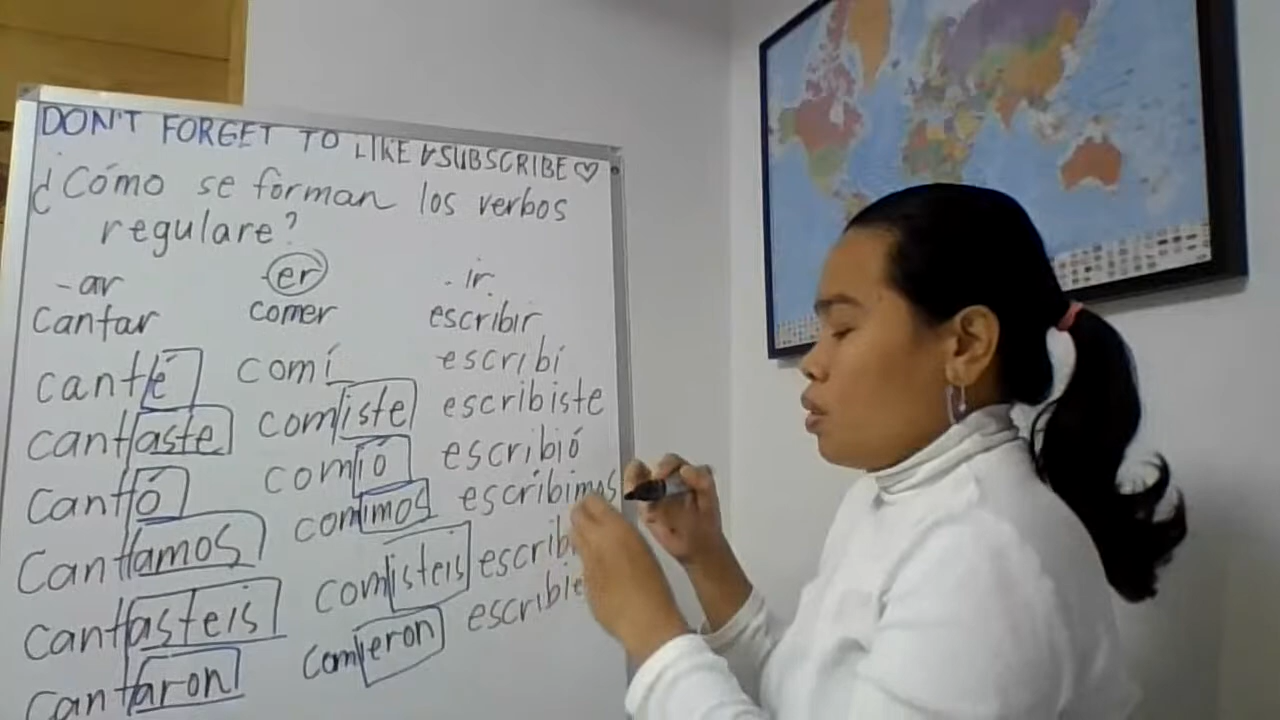 DON'T FORGET TO LIKE & SUBSCRIBE ♡
¿Cómo se forman los verbos
regulare?
-ar -er -ir
cantar comer escribir
canté comí escribí
cantaste comiste escribiste
cantó comió escribió
cantamos comimos escribimos
cantasteis comisteis
cantaron comieron